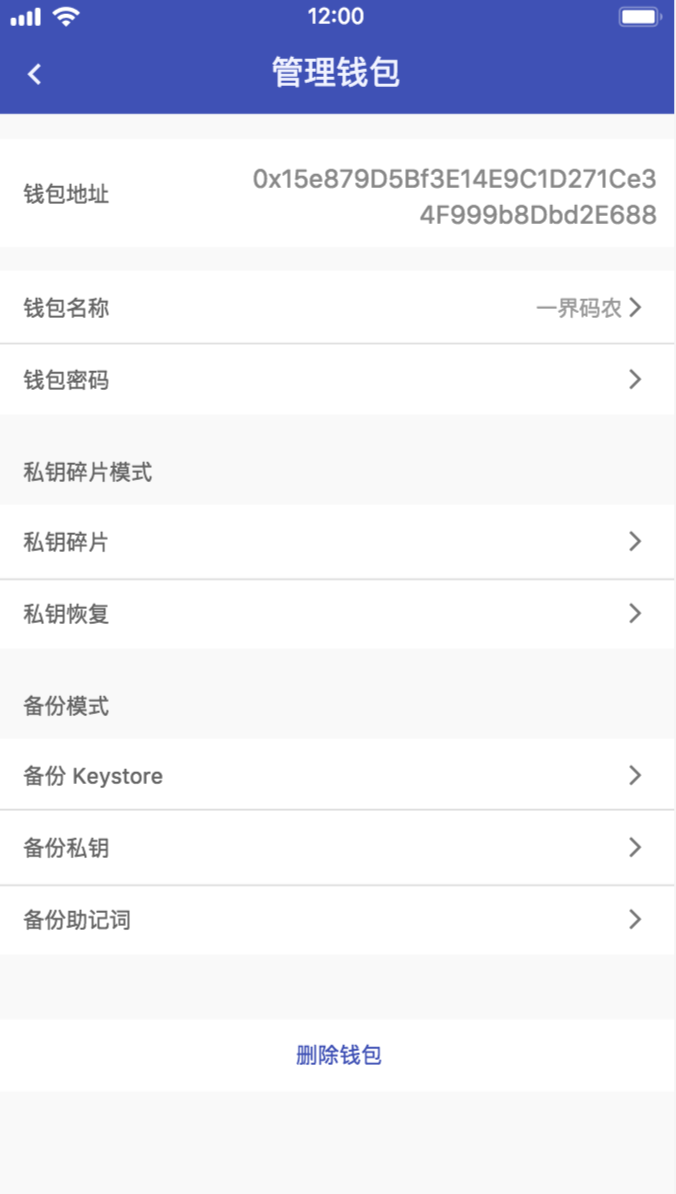 12:00
管理钱包
钱包地址
0x15e879D5Bf3E14E9C1D271Ce3
4F999b8Dbd2E688
钱包名称
一界码农
钱包密码
私钥碎片模式
私钥碎片
私钥恢复
备份模式
备份 Keystore
备份私钥
备份助记词
删除钱包